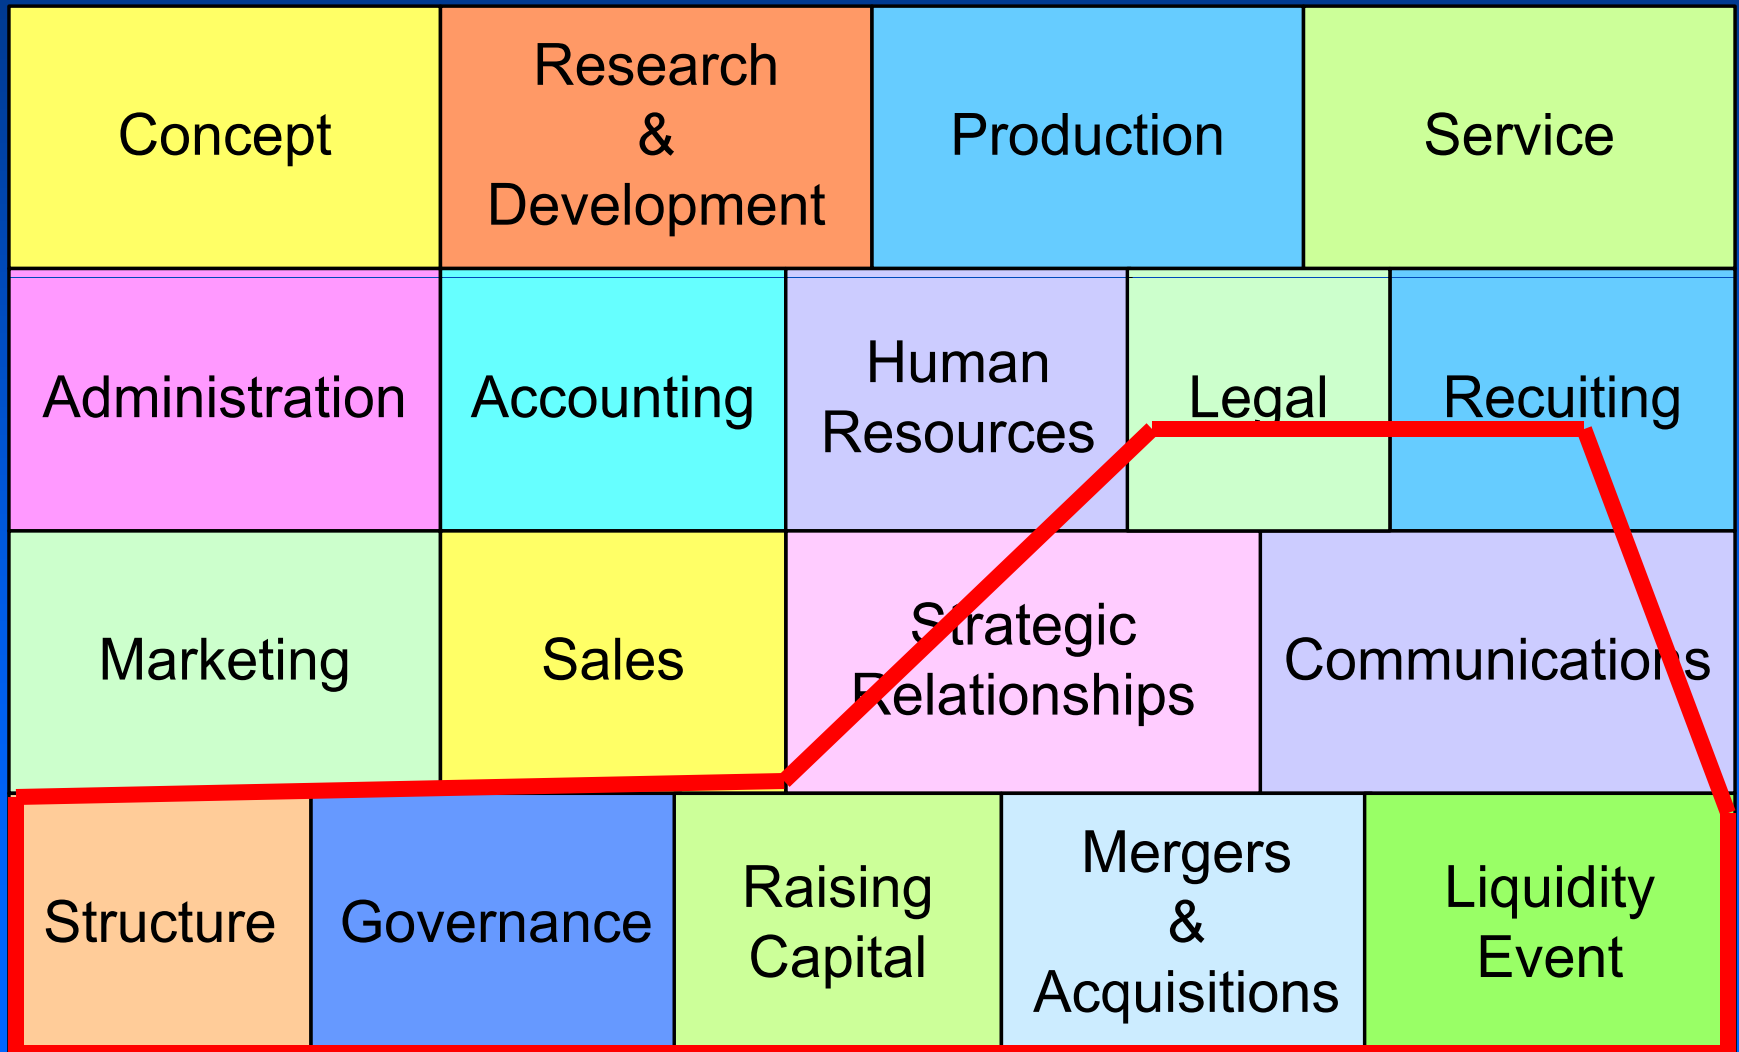 Concept
Research
&
Development
Production
Service
Administration
Accounting
Human
Resources
Legal
Recuiting
Marketing
Sales
Strategic
Relationships
Communications
Structure
Governance
Raising
Capital
Mergers
&
Acquisitions
Liquidity
Event